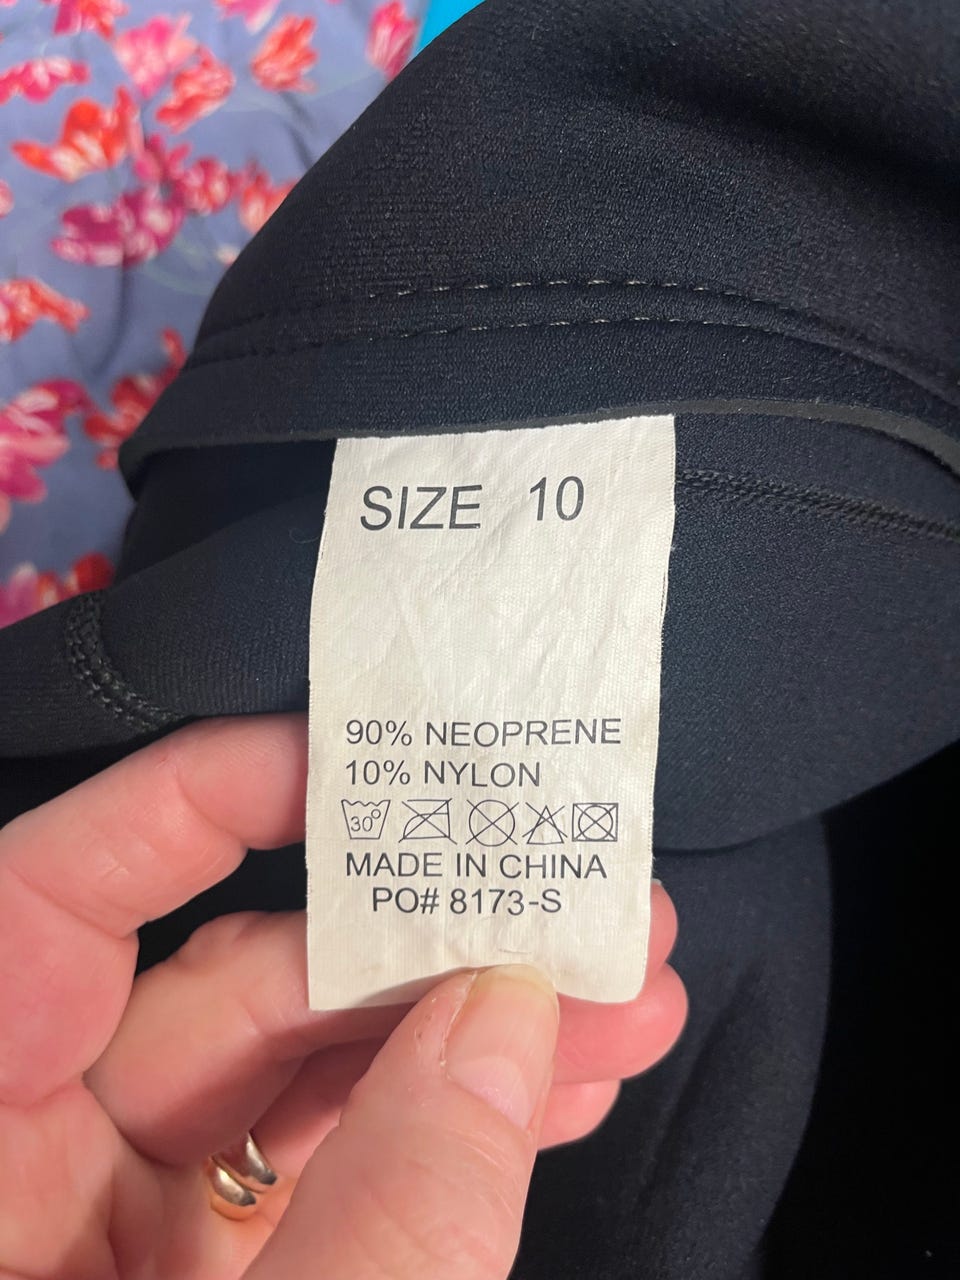 SIZE 10
90% NEOPRENE
10% NYLON
30°
MADE IN CHINA
PO# 8173-S